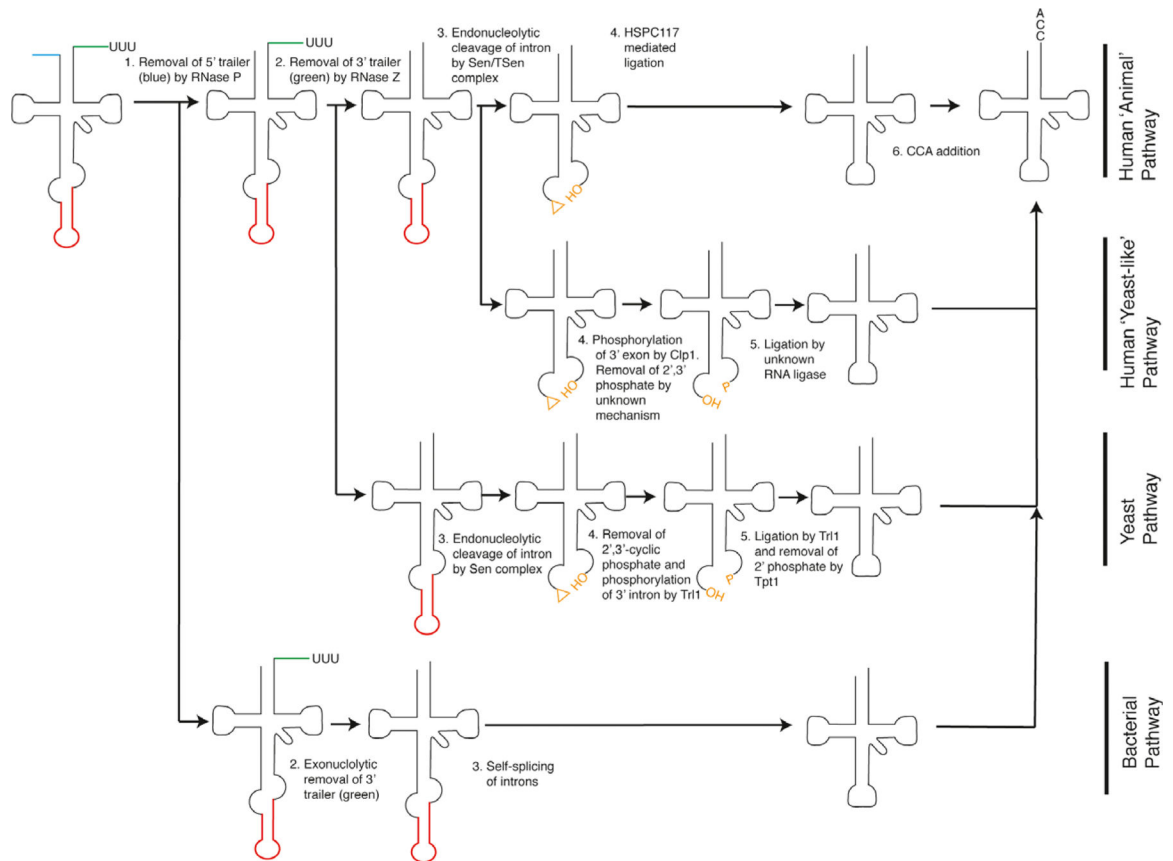 UUU
1. Removal of 5' trailer
(blue) by RNase P
UUU
2. Removal of 3' trailer
(green) by RNase Z
3. Endonucleolytic
cleavage of intron
by Sen/TSen
complex
4. HSPC117
mediated
ligation
HO
6. CCA addition
A
C
C
Human 'Animal'
Pathway
4. Phosphorylation
of 3' exon by Clp1.
Removal of 2',3'
phosphate by
unknown
mechanism
HO
OH
P
5. Ligation by
unknown
RNA ligase
Human 'Yeast-like'
Pathway
3. Endonucleolytic
cleavage of intron
by Sen complex
4. Removal of
2',3'-cyclic
phosphate and
phosphorylation
of 3' intron by Trl1
HO
OH
P
5. Ligation by Trl1
and removal of
2' phosphate by
Tpt1
Yeast
Pathway
UUU
2. Exonuclolytic
removal of 3'
trailer (green)
3. Self-splicing
of introns
Bacterial
Pathway